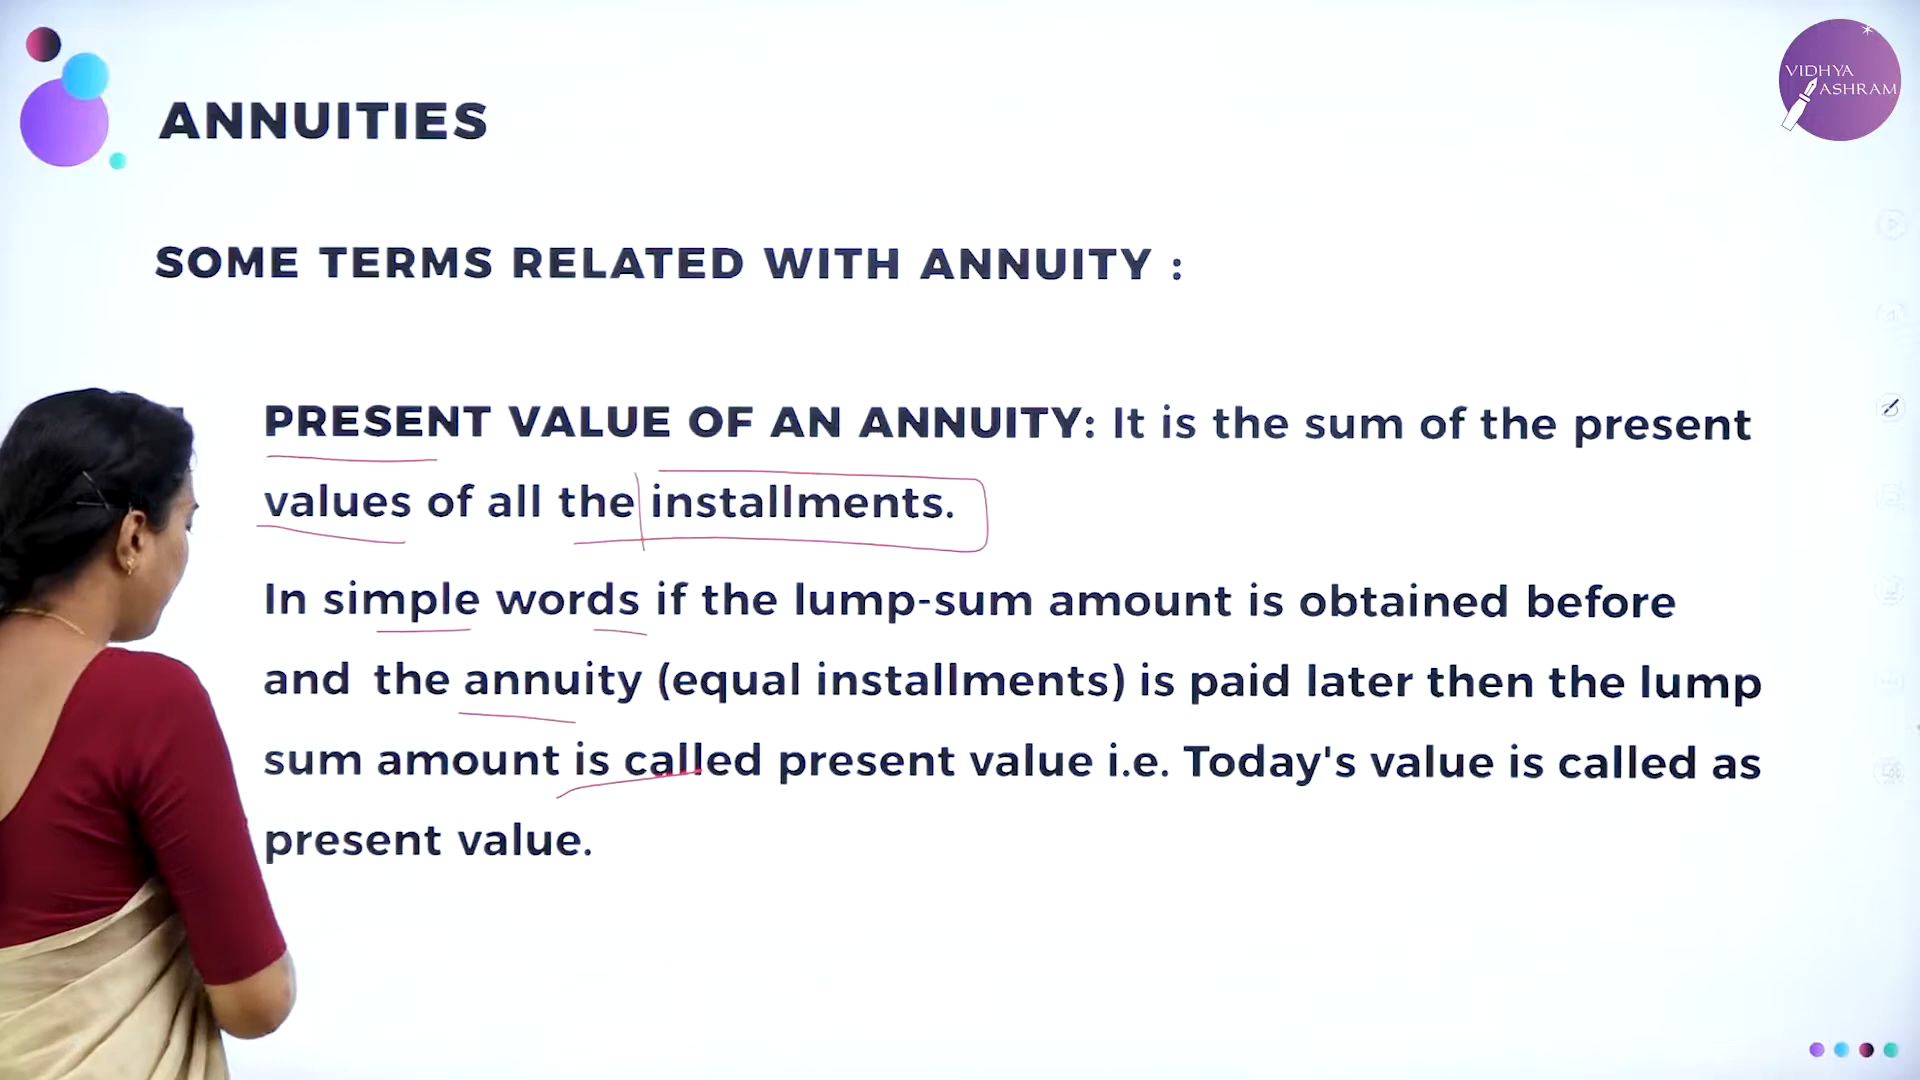 VIDHYA
ASHRAM
ANNUITIES
SOME TERMS RELATED WITH ANNUITY :
PRESENT VALUE OF AN ANNUITY: It is the sum of the present
values of all the installments.
In simple words if the lump-sum amount is obtained before
and the annuity (equal installments) is paid later then the lump
sum amount is called present value i.e. Today's value is called as
present value.